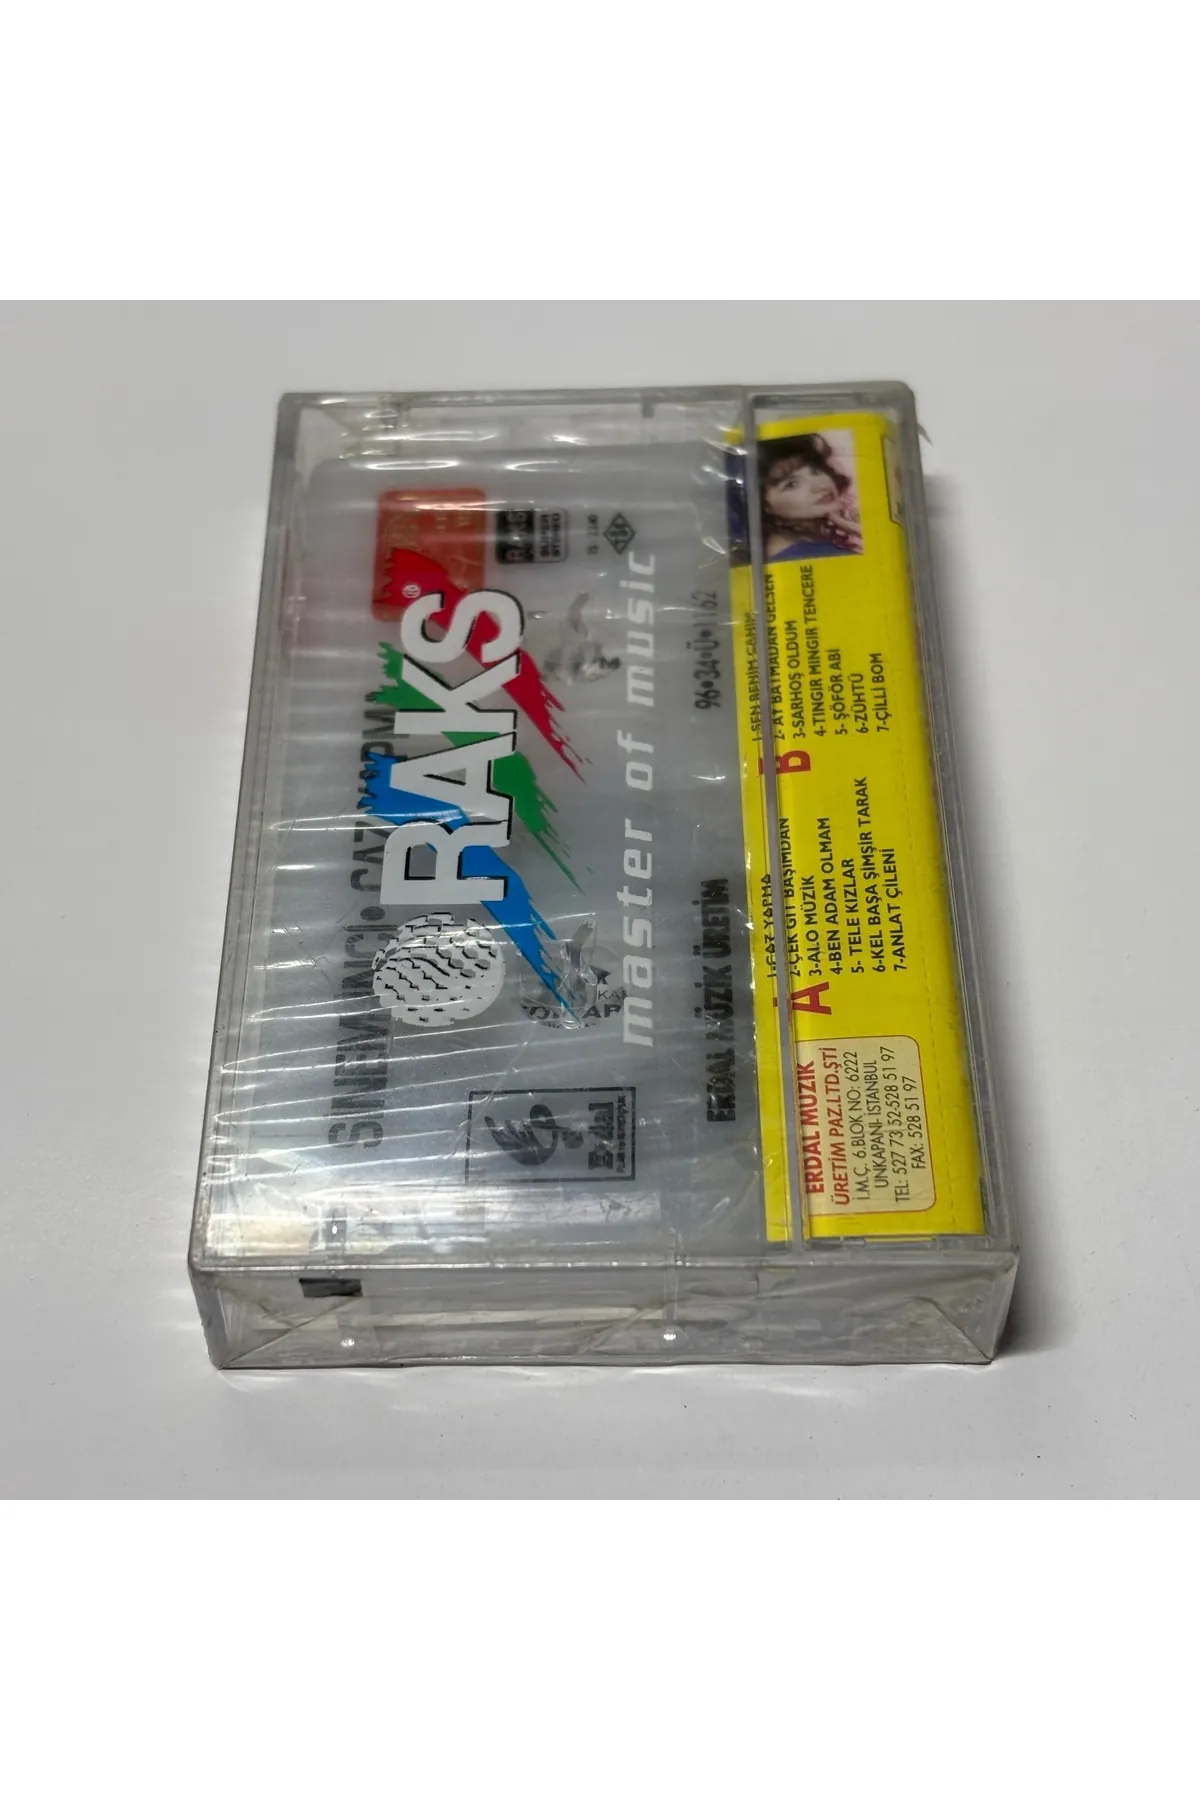 SİNEM İNCİ • GAZ YAPMA
RAKS
®
master of music
RAKS
Erdal
96•34•Ü•1162
ERDAL MÜZİK ÜRETİM
A
1-GAZ YAPMA
2-ÇEK GİT BAŞIMDAN
3-ALO MÜZİK
4-BEN ADAM OLMAM
5- TELE KIZLAR
6-KEL BAŞA ŞİMŞİR TARAK
7-ANLAT ÇİLENİ
B
1-SEN BENİM CANIM
2- AY BATMADAN GELSEN
3-SARHOŞ OLDUM
4-TINGIR MINGIR TENCERE
5- ŞÖFÖR ABİ
6-ZÜHTÜ
7-ÇİLLİ BOM
ERDAL MÜZİK
ÜRETİM PAZ.LTD.ŞTİ
İ.M.Ç. 6.BLOK NO: 6222
UNKAPANI- İSTANBUL
TEL: 527 73 52-528 51 97
FAX: 528 51 97